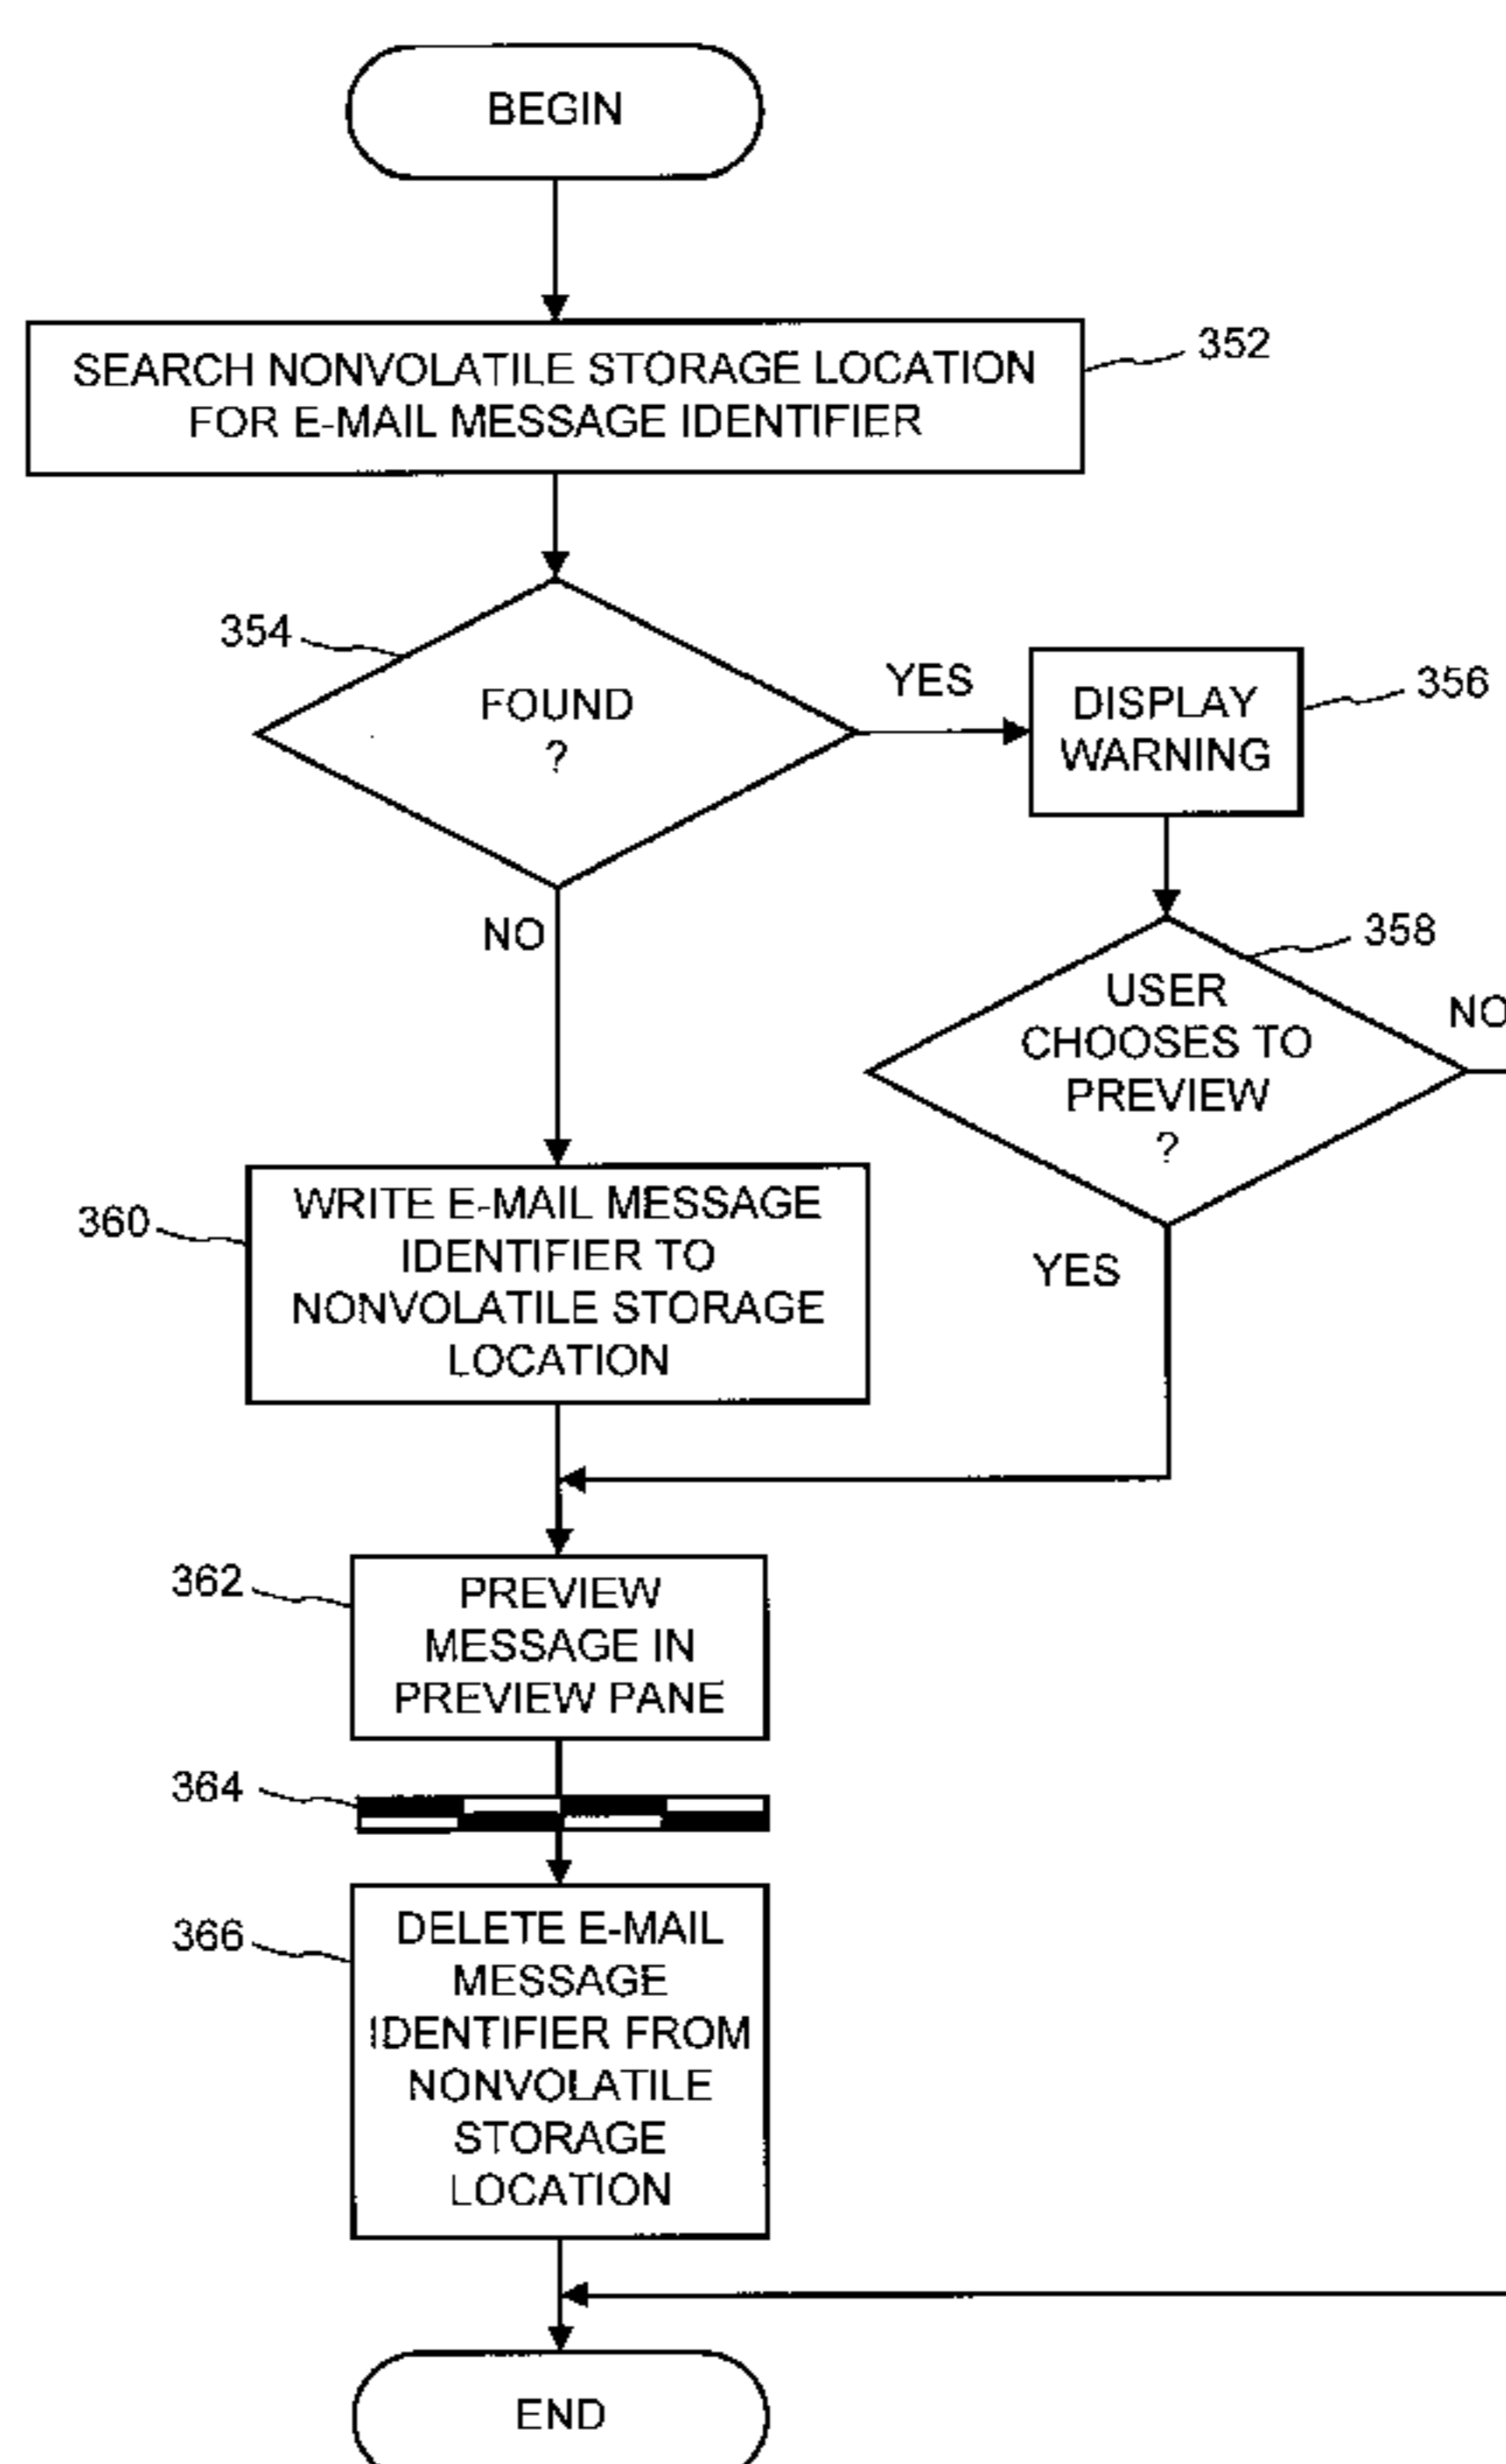 BEGIN
SEARCH NONVOLATILE STORAGE LOCATION
FOR E-MAIL MESSAGE IDENTIFIER
352
354
FOUND
?
YES
DISPLAY
WARNING
356
NO
358
USER
CHOOSES TO
PREVIEW
?
NO
YES
360
WRITE E-MAIL MESSAGE
IDENTIFIER TO
NONVOLATILE STORAGE
LOCATION
362
PREVIEW
MESSAGE IN
PREVIEW PANE
364
366
DELETE E-MAIL
MESSAGE
IDENTIFIER FROM
NONVOLATILE
STORAGE
LOCATION
END